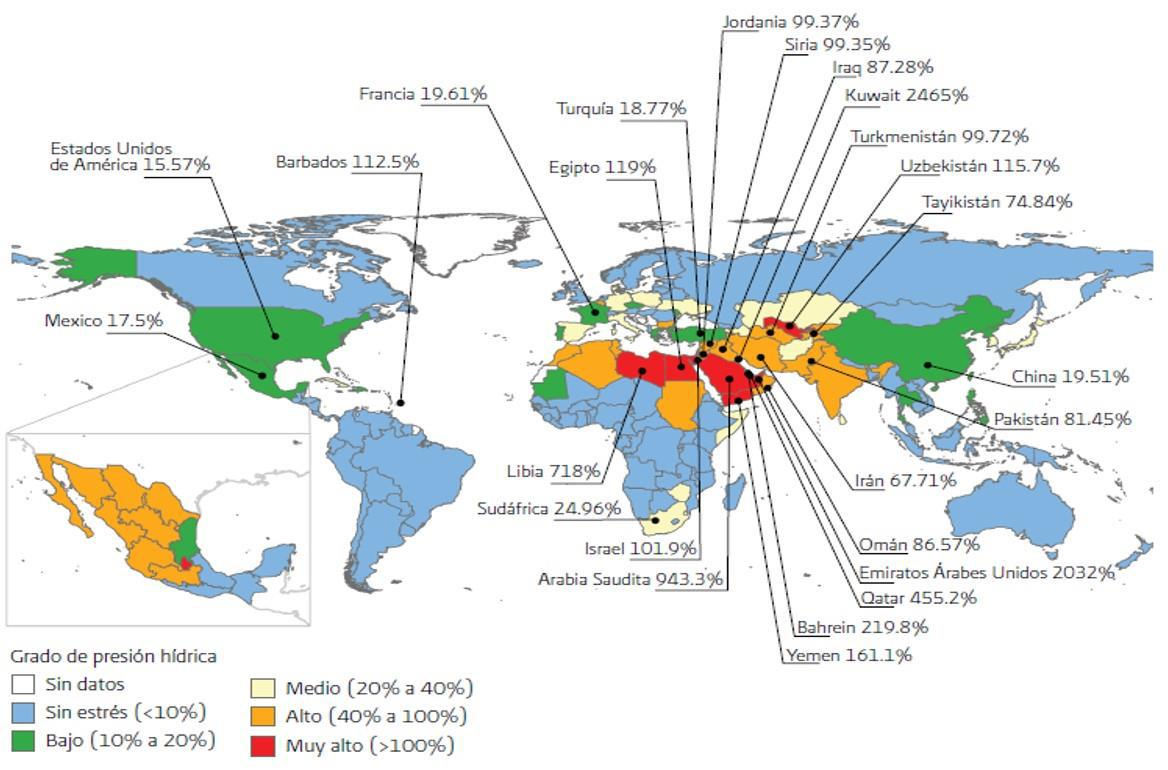 Jordania 99.37%
Siria 99.35%
Iraq 87.28%
Francia 19.61%
Kuwait 2465%
Turquía 18.77%
Turkmenistán 99.72%
Estados Unidos
de América 15.57%
Barbados 112.5%
Egipto 119%
Uzbekistán 115.7%
Tayikistán 74.84%
Mexico 17.5%
China 19.51%
Pakistán 81.45%
Libia 718%
Irán 67.71%
Sudáfrica 24.96%
Israel 101.9%
Omán 86.57%
Arabia Saudita 943.3%
Emiratos Árabes Unidos 2032%
Qatar 455.2%
Bahrein 219.8%
Yemen 161.1%
Grado de presión hídrica
Sin datos
Sin estrés (<10%)
Bajo (10% a 20%)
Medio (20% a 40%)
Alto (40% a 100%)
Muy alto (>100%)